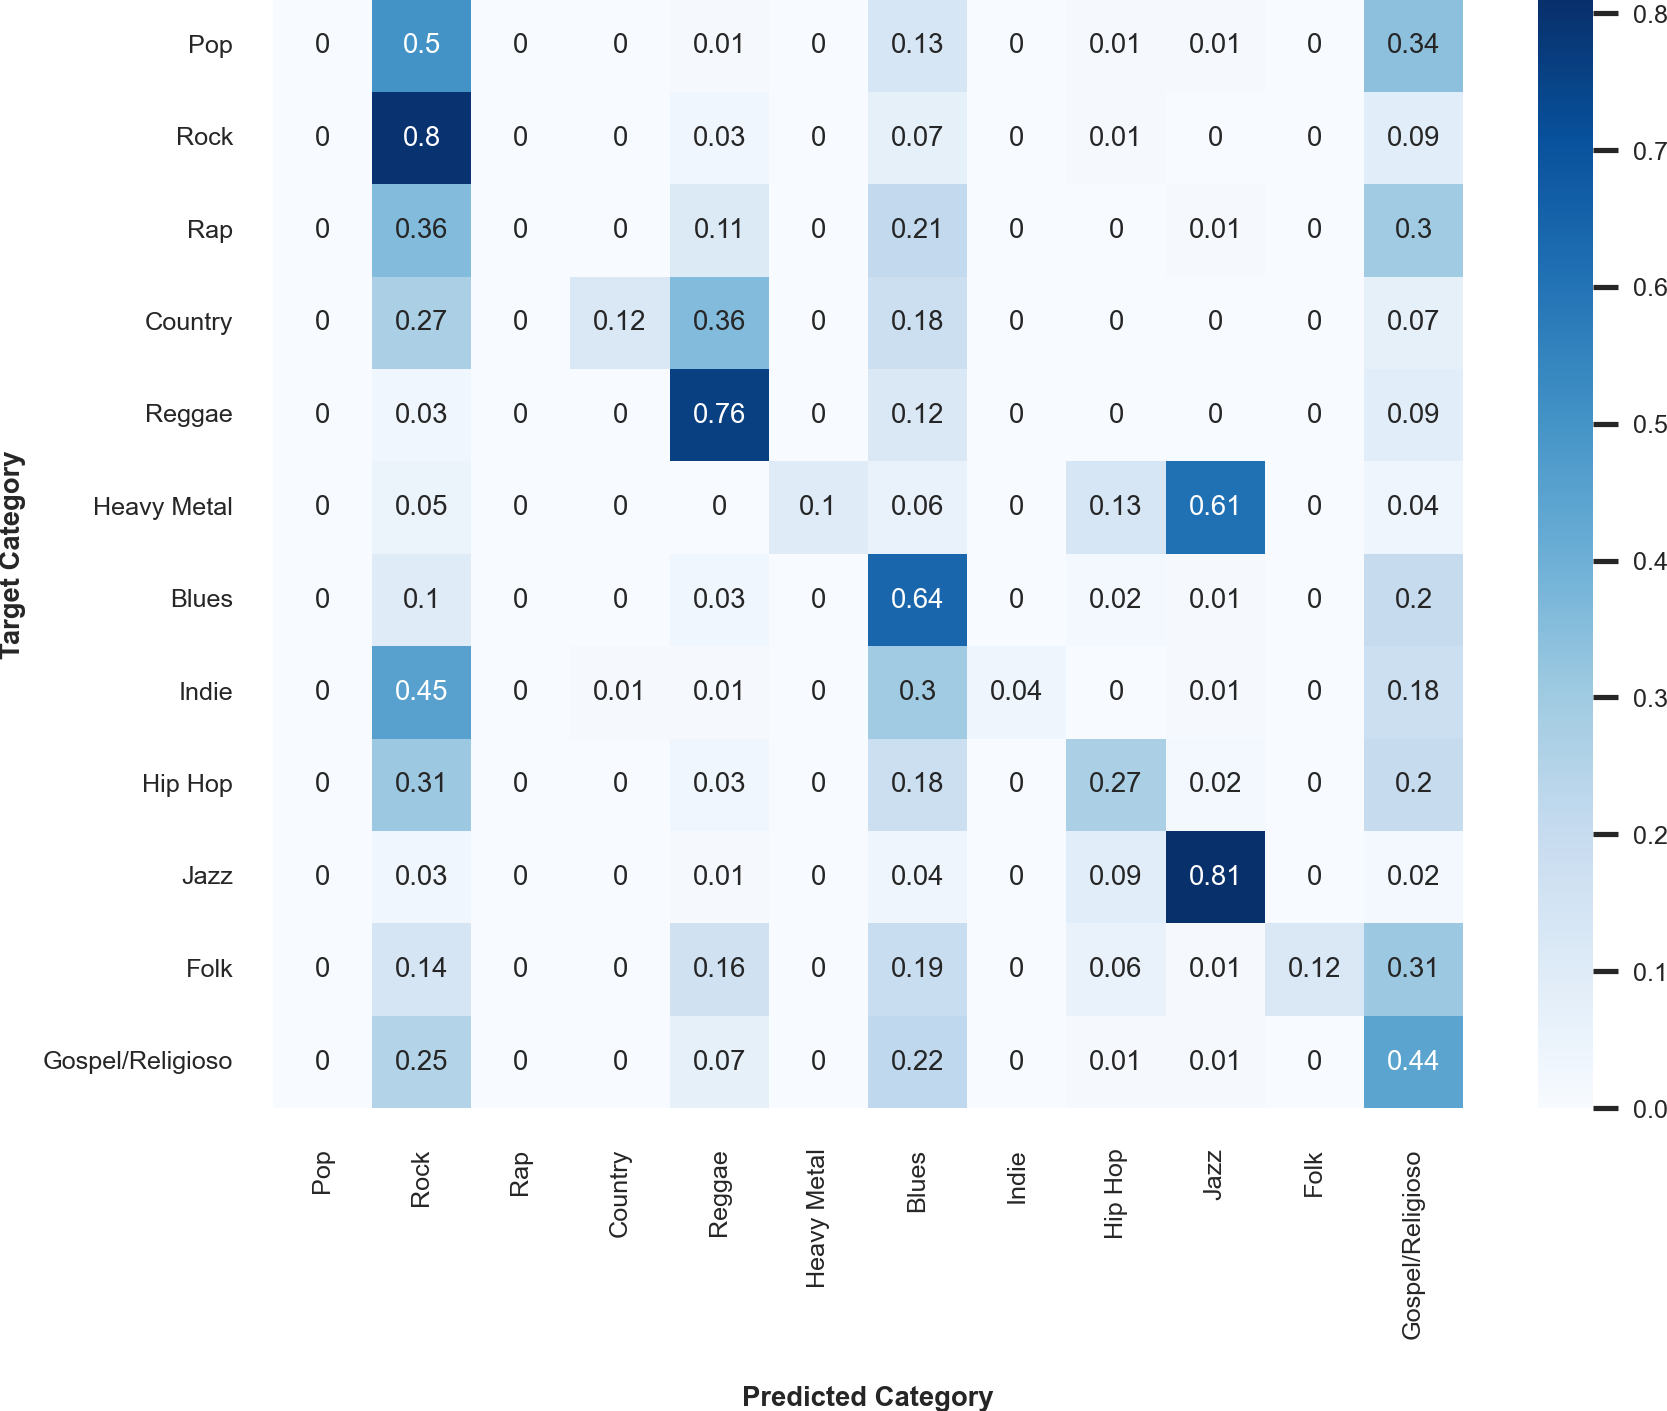 Pop 0 0.5 0 0 0.01 0 0.13 0 0.01 0.01 0 0.34
Rock 0 0.8 0 0 0.03 0 0.07 0 0.01 0 0 0.09
Rap 0 0.36 0 0 0.11 0 0.21 0 0 0.01 0 0.3
Country 0 0.27 0 0.12 0.36 0 0.18 0 0 0 0 0.07
Reggae 0 0.03 0 0 0.76 0 0.12 0 0 0 0 0.09
Heavy Metal 0 0.05 0 0 0 0.1 0.06 0 0.13 0.61 0 0.04
Blues 0 0.1 0 0 0.03 0 0.64 0 0.02 0.01 0 0.2
Indie 0 0.45 0 0.01 0.01 0 0.3 0.04 0 0.01 0 0.18
Hip Hop 0 0.31 0 0 0.03 0 0.18 0 0.27 0.02 0 0.2
Jazz 0 0.03 0 0 0.01 0 0.04 0 0.09 0.81 0 0.02
Folk 0 0.14 0 0 0.16 0 0.19 0 0.06 0.01 0.12 0.31
Gospel/Religioso 0 0.25 0 0 0.07 0 0.22 0 0.01 0.01 0 0.44
Target Category
Pop
Rock
Rap
Country
Reggae
Heavy Metal
Blues
Indie
Hip Hop
Jazz
Folk
Gospel/Religioso
Predicted Category
0.8
0.7
0.6
0.5
0.4
0.3
0.2
0.1
0.0